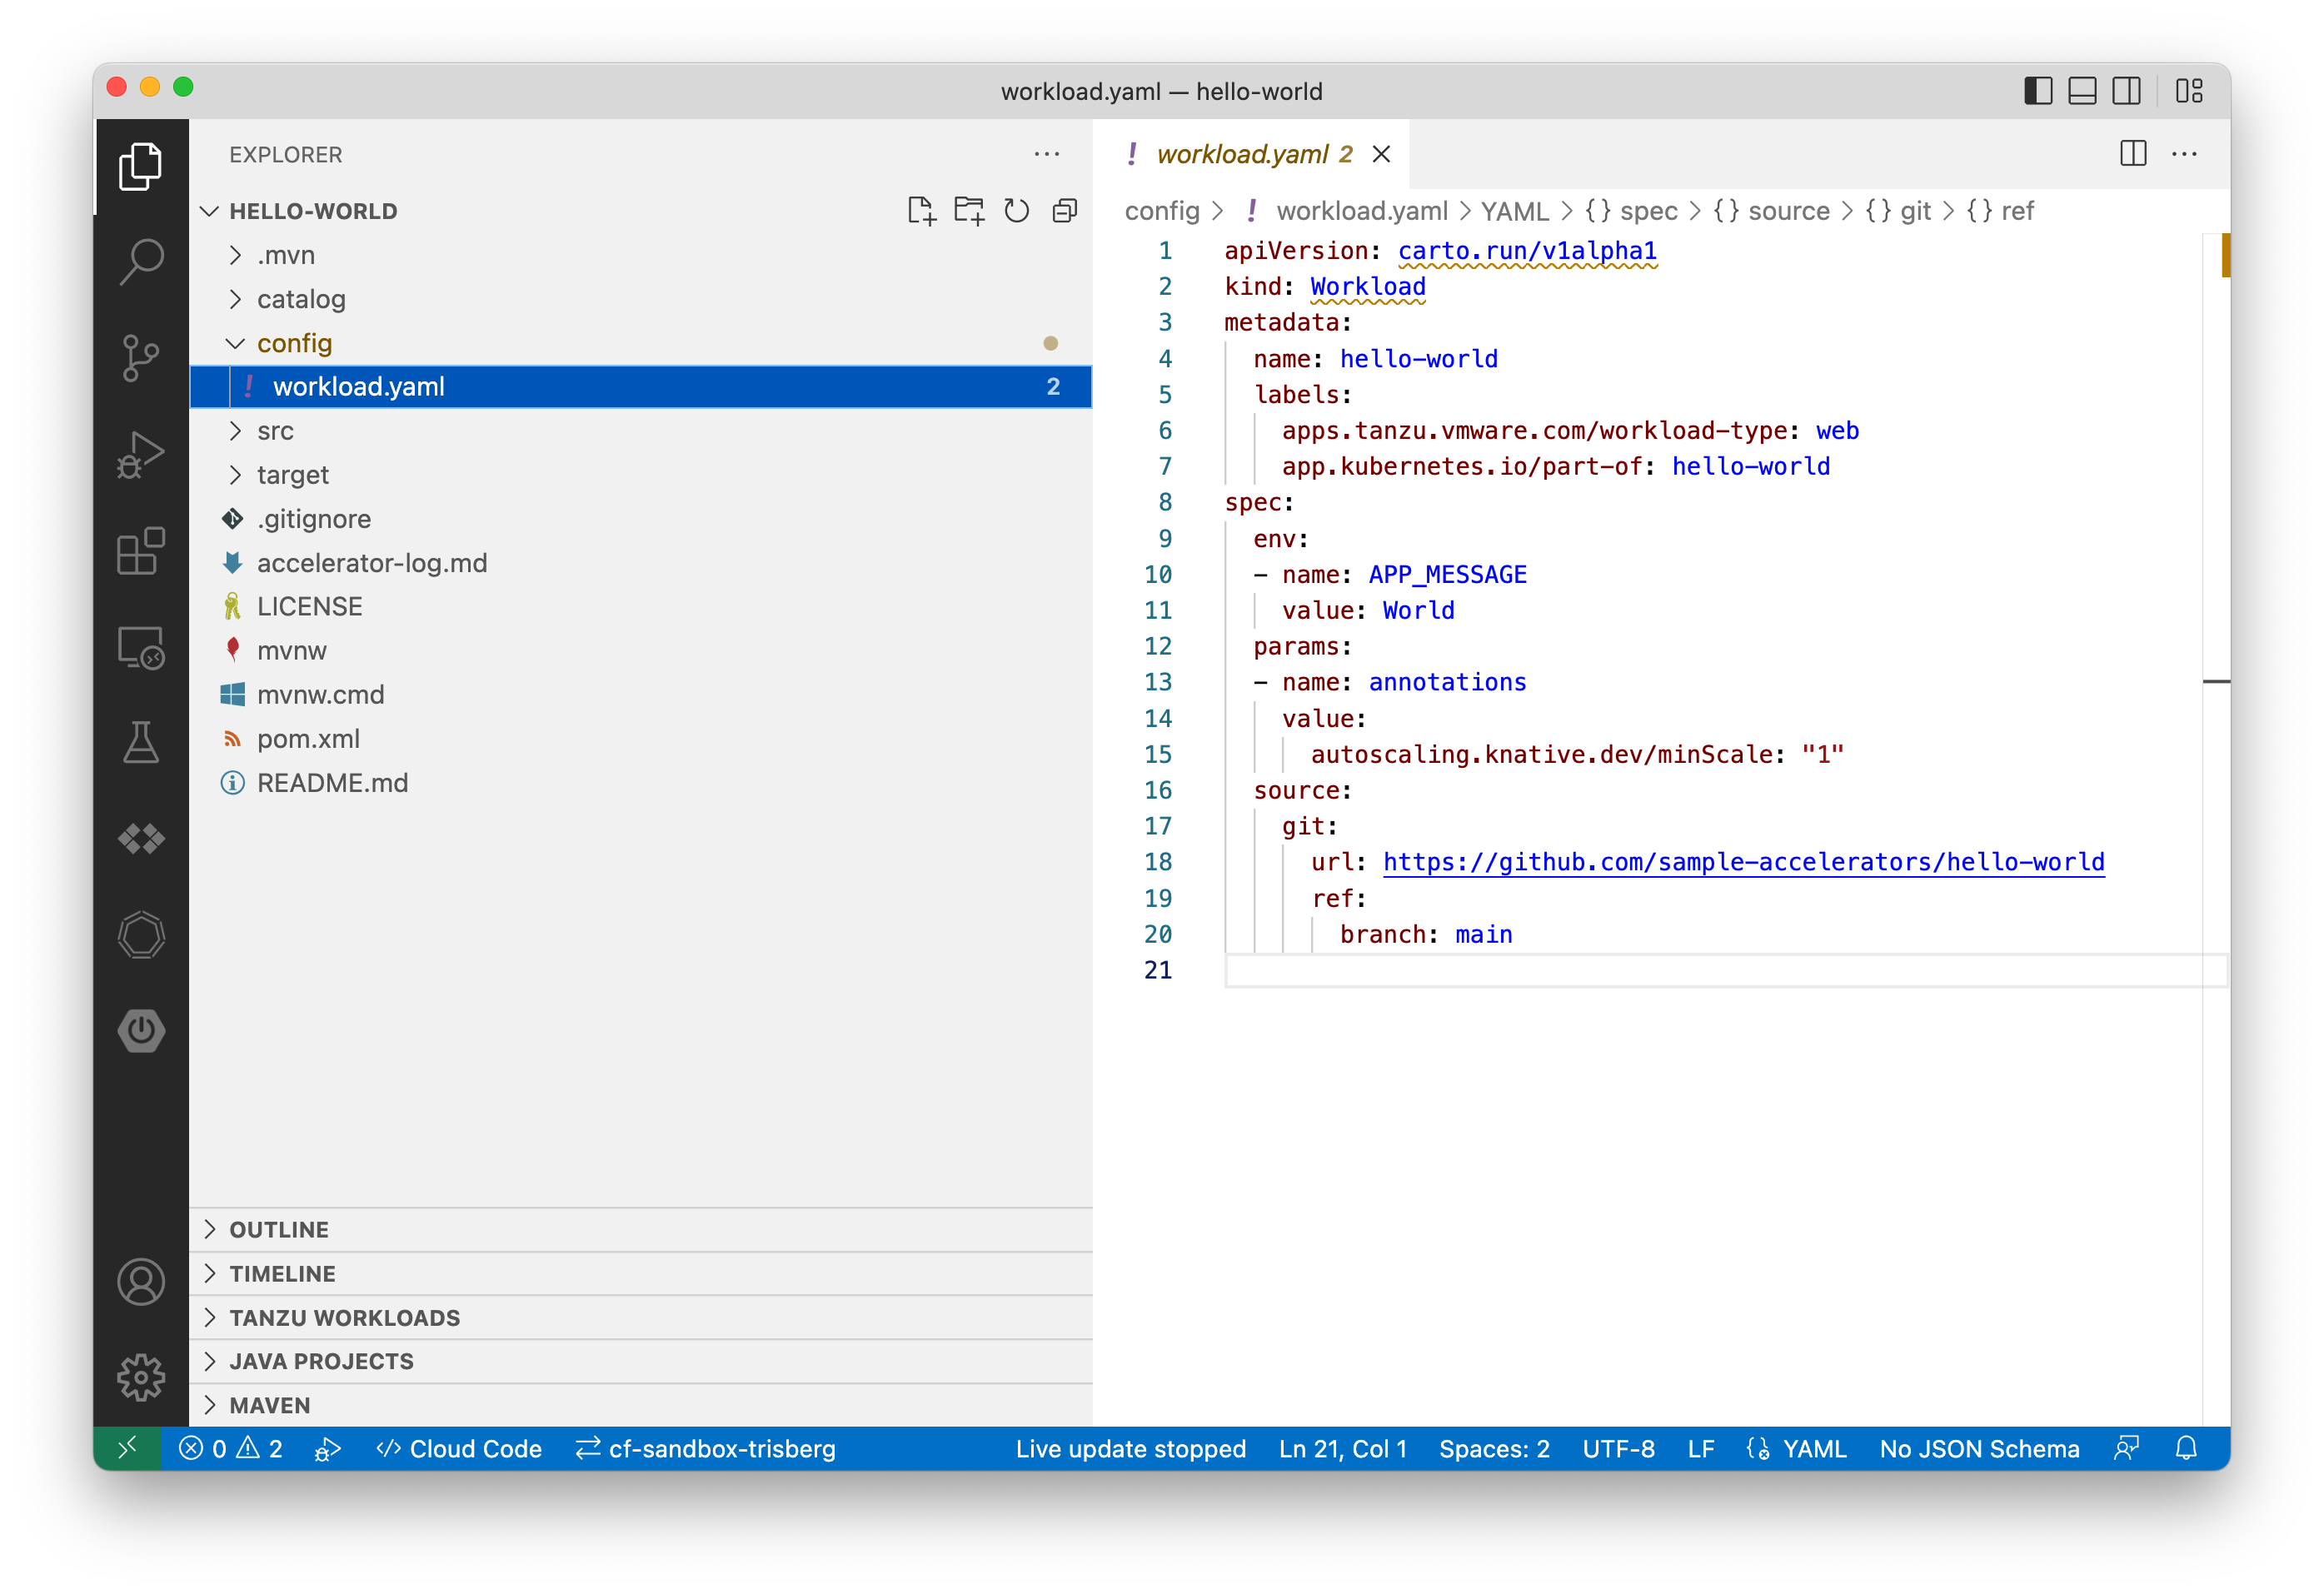 workload.yaml — hello-world
EXPLORER
HELLO-WORLD
.mvn
catalog
config
workload.yaml 2
src
target
.gitignore
accelerator-log.md
LICENSE
mvnw
mvnw.cmd
pom.xml
README.md
OUTLINE
TIMELINE
TANZU WORKLOADS
JAVA PROJECTS
MAVEN
! workload.yaml 2
config > ! workload.yaml > YAML > {} spec > {} source > {} git > {} ref
1 apiVersion: carto.run/v1alpha1
2 kind: Workload
3 metadata:
4   name: hello-world
5   labels:
6     apps.tanzu.vmware.com/workload-type: web
7     app.kubernetes.io/part-of: hello-world
8 spec:
9   env:
10   - name: APP_MESSAGE
11     value: World
12   params:
13   - name: annotations
14     value:
15       autoscaling.knative.dev/minScale: "1"
16   source:
17     git:
18       url: https://github.com/sample-accelerators/hello-world
19       ref:
20         branch: main
21
0 2 Cloud Code cf-sandbox-trisberg Live update stopped Ln 21, Col 1 Spaces: 2 UTF-8 LF YAML No JSON Schema